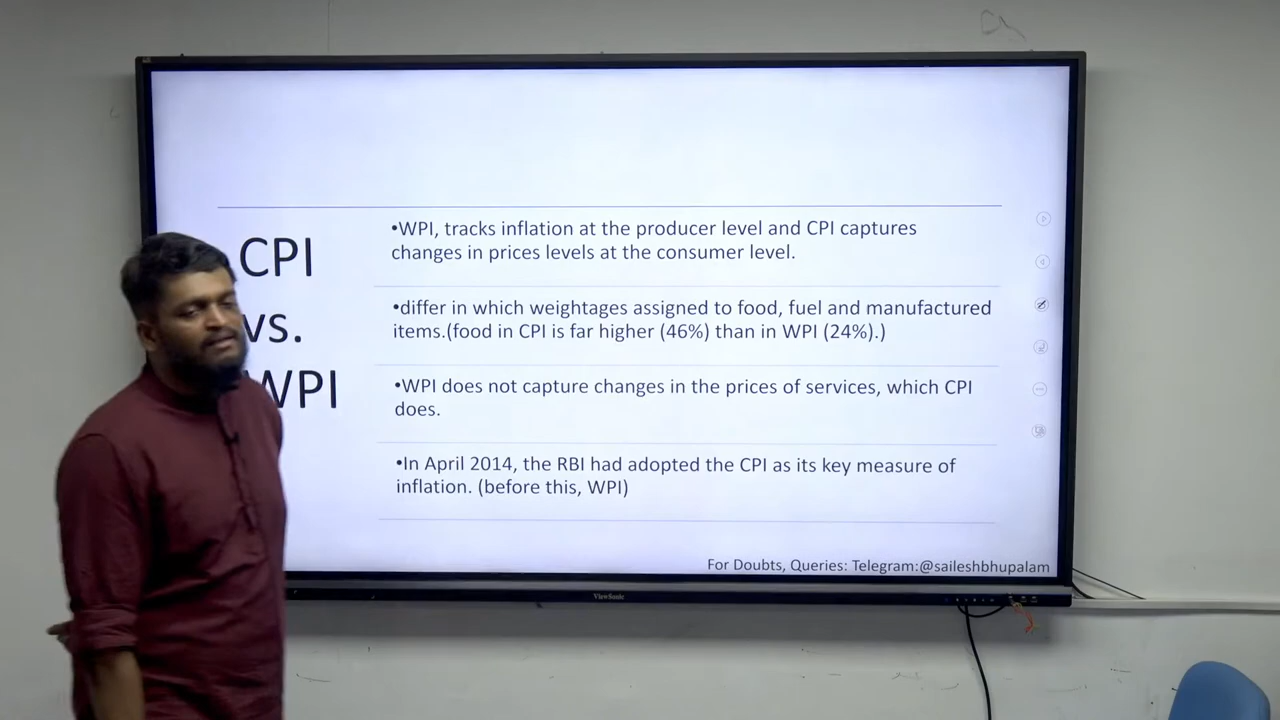 CPI
vs.
WPI
•WPI, tracks inflation at the producer level and CPI captures
changes in prices levels at the consumer level.
•differ in which weightages assigned to food, fuel and manufactured
items.(food in CPI is far higher (46%) than in WPI (24%).)
•WPI does not capture changes in the prices of services, which CPI
does.
•In April 2014, the RBI had adopted the CPI as its key measure of
inflation. (before this, WPI)
For Doubts, Queries: Telegram:@saileshbhupalam
ViewSonic